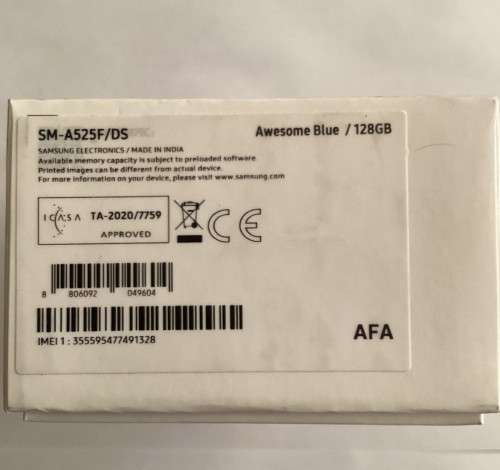 SM-A525F/DS
Awesome Blue / 128GB
SAMSUNG ELECTRONICS / MADE IN INDIA
Available memory capacity is subject to preloaded software.
Printed images can be different from actual device.
For more information on your device, please visit www.samsung.com
ICASA TA-2020/7759
APPROVED
CE
8 806092 049604
IMEI 1 : 355595477491328
AFA